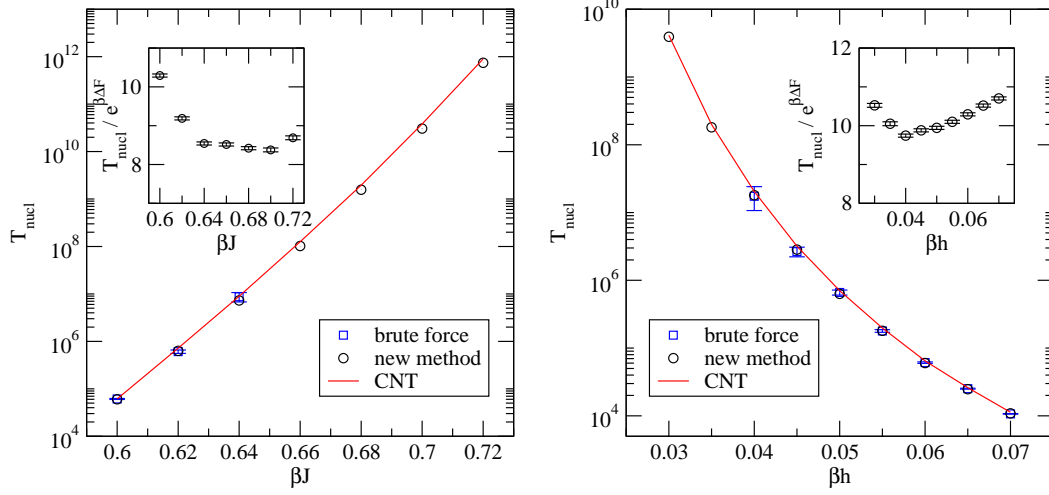 10^12
10^10
10^8
10^6
10^4
T_nucl
0.6 0.62 0.64 0.66 0.68 0.7 0.72
βJ
10
8
T_nucl / e^βΔF
0.6 0.64 0.68 0.72
βJ
brute force
new method
CNT
10^10
10^8
10^6
10^4
T_nucl
0.03 0.04 0.05 0.06 0.07
βh
12
10
8
T_nucl / e^βΔF
0.04 0.06
βh
brute force
new method
CNT